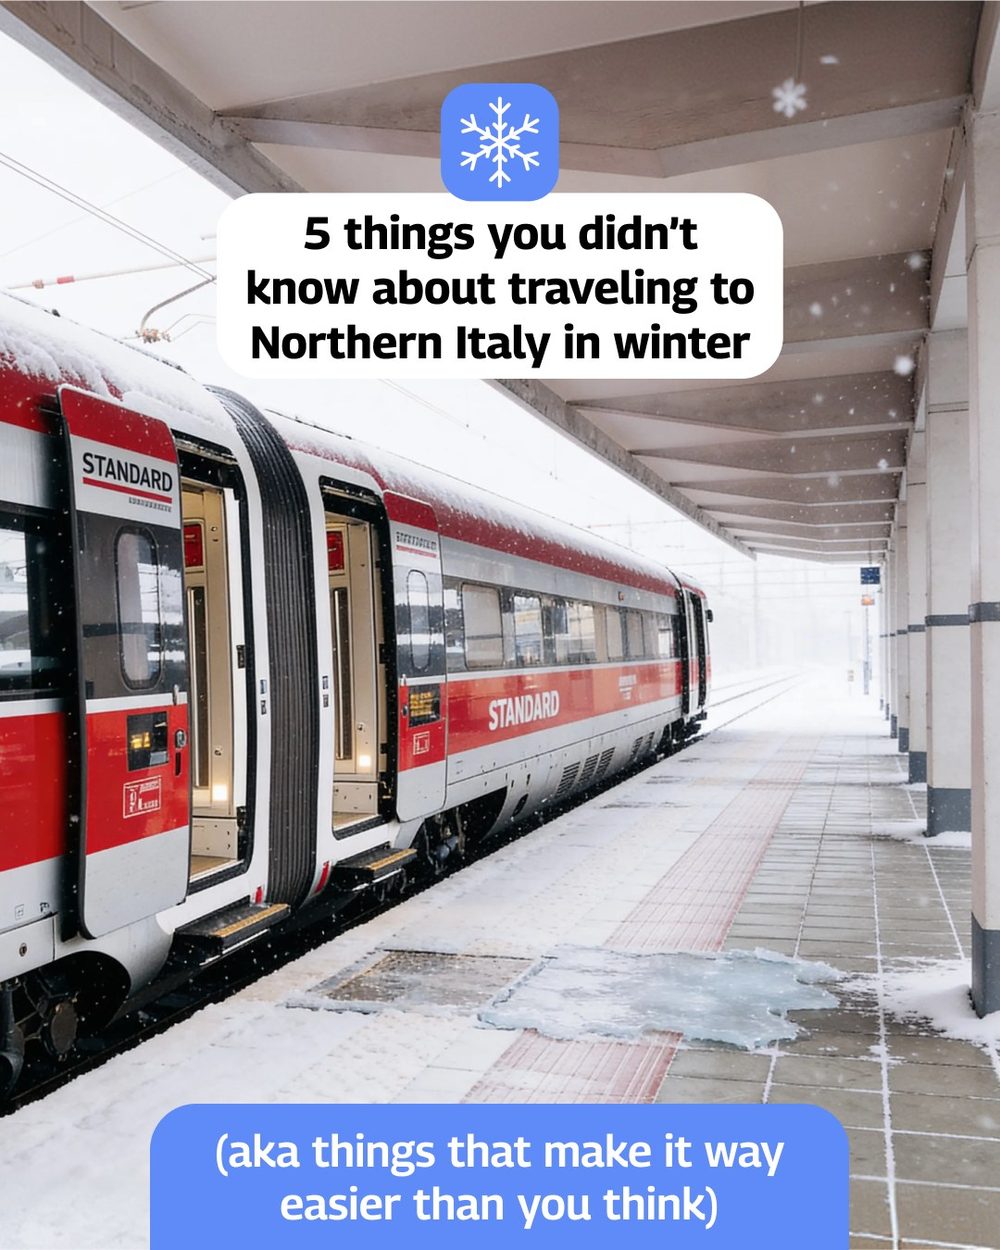 5 things you didn't
know about traveling to
Northern Italy in winter
STANDARD
STANDARD
(aka things that make it way
easier than you think)